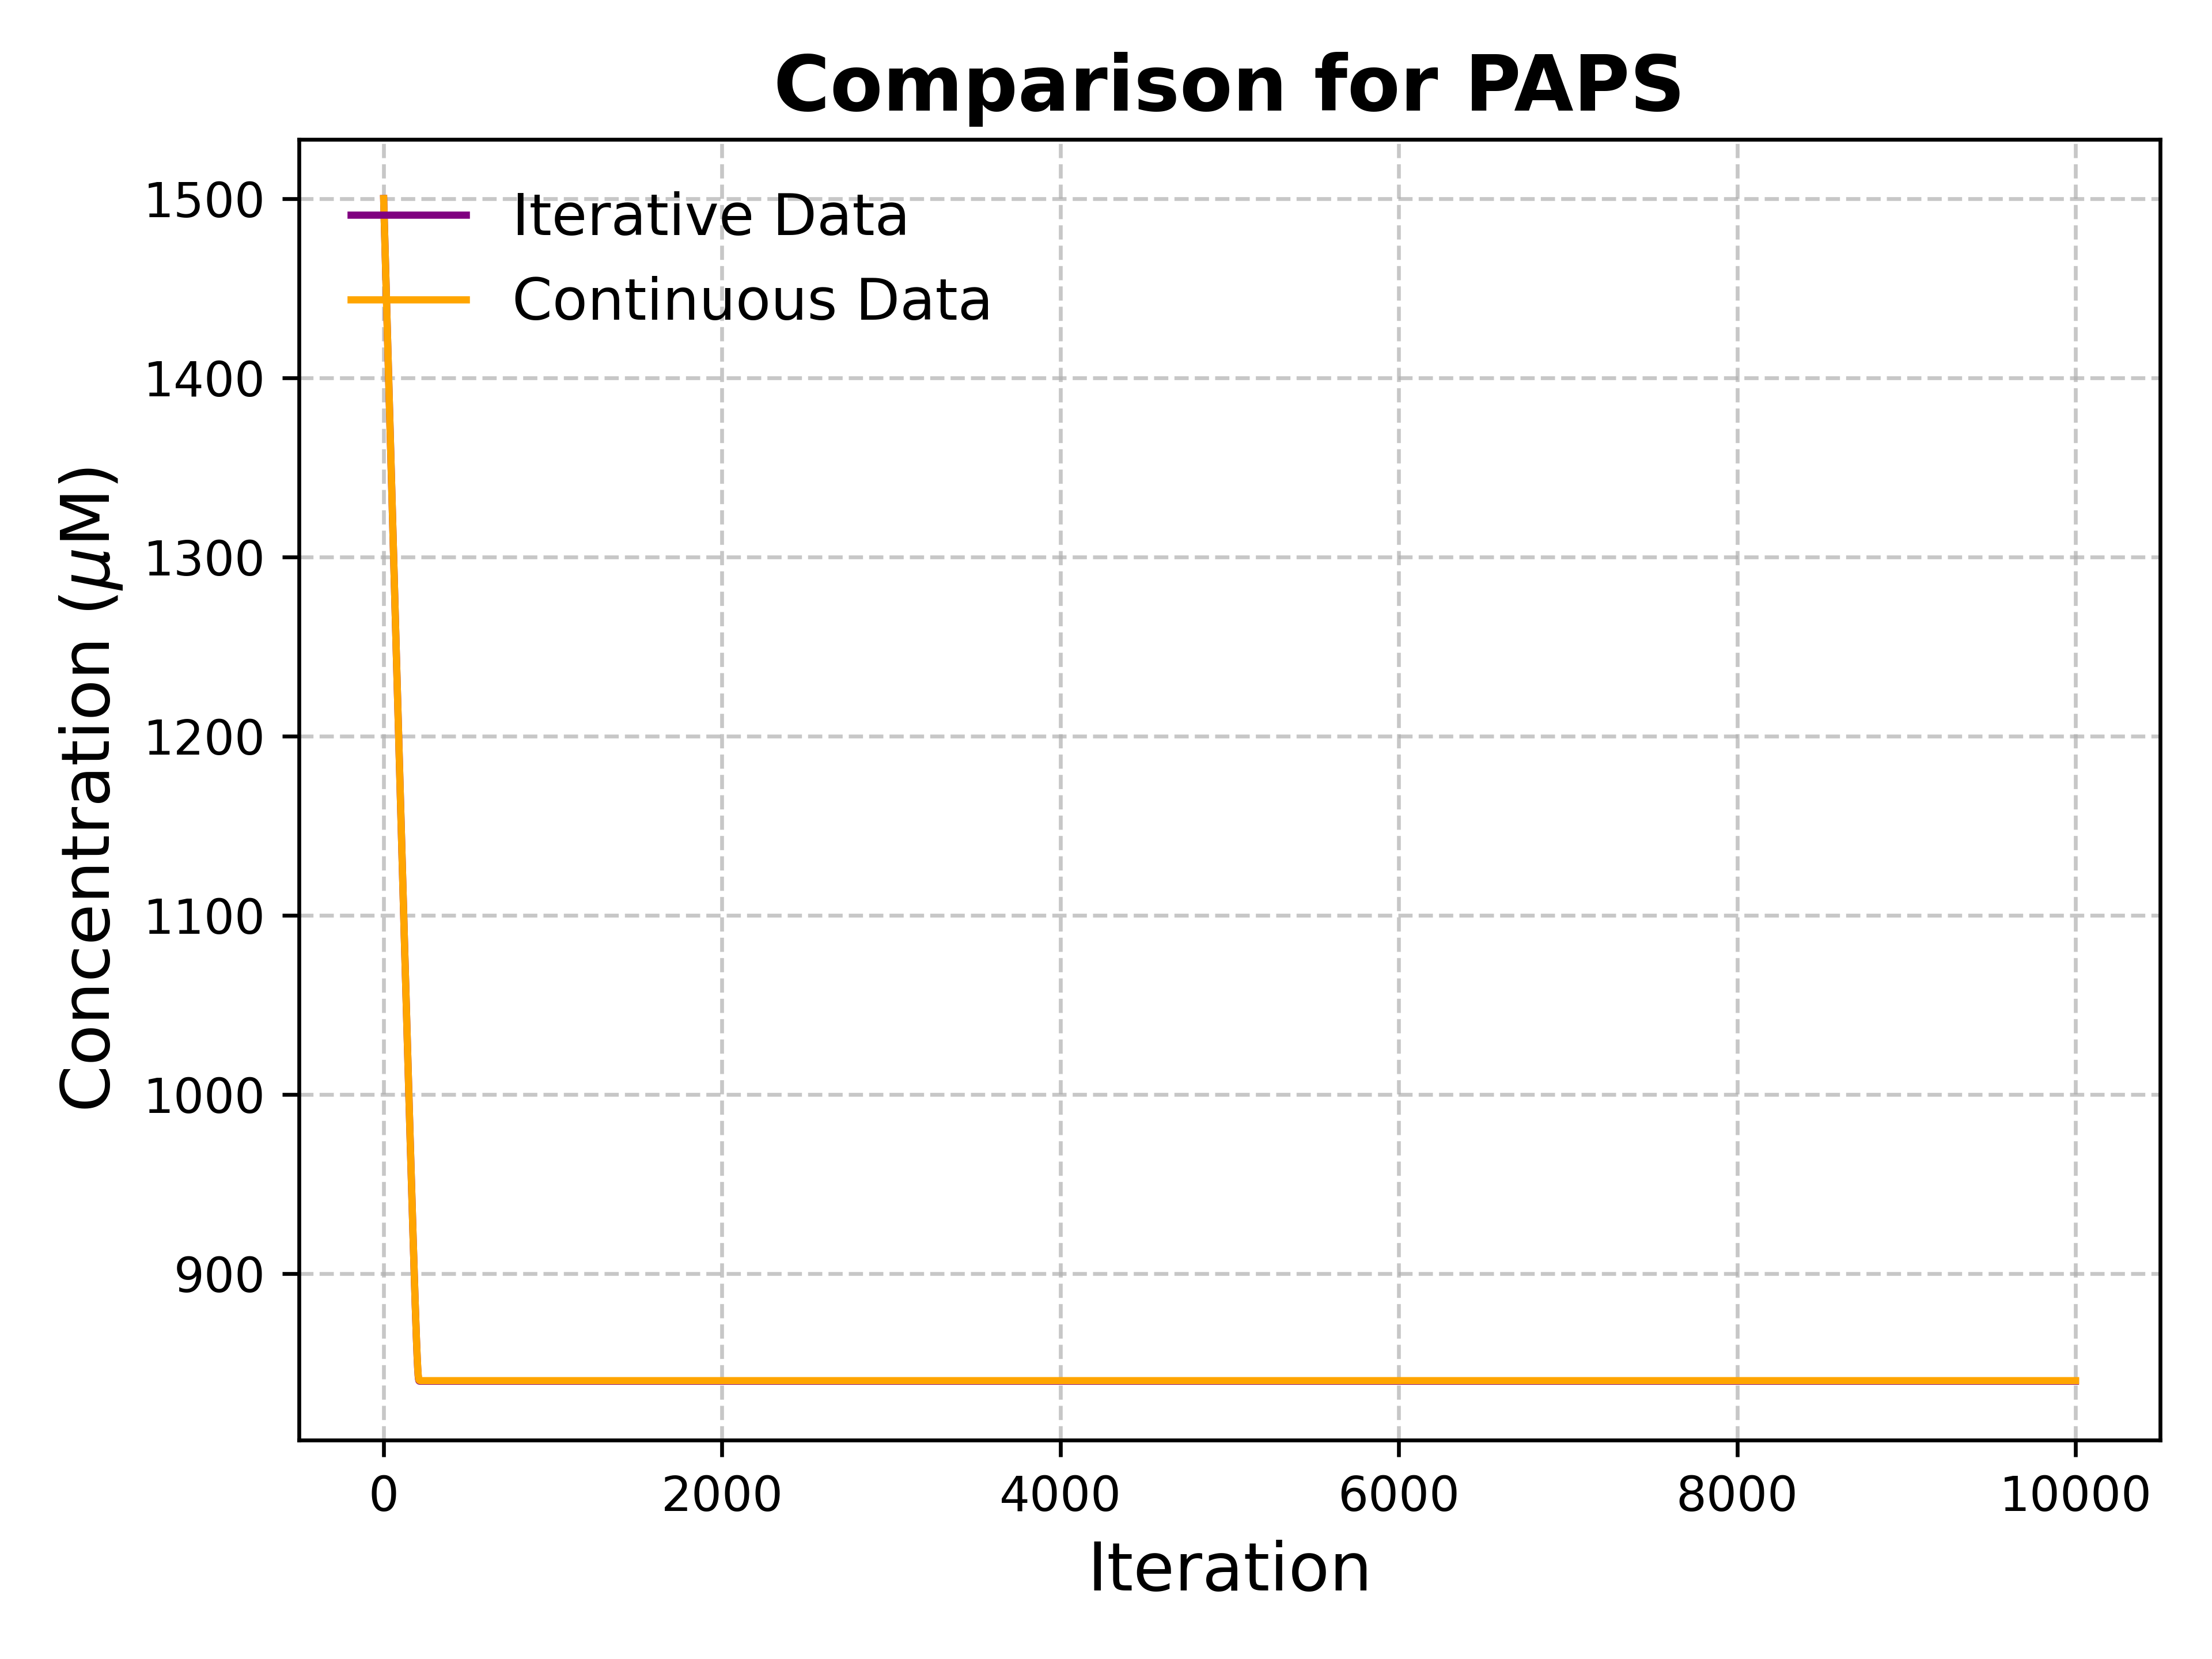 Comparison for PAPS
Concentration (μM)
1500
1400
1300
1200
1100
1000
900
Iterative Data
Continuous Data
0 2000 4000 6000 8000 10000
Iteration